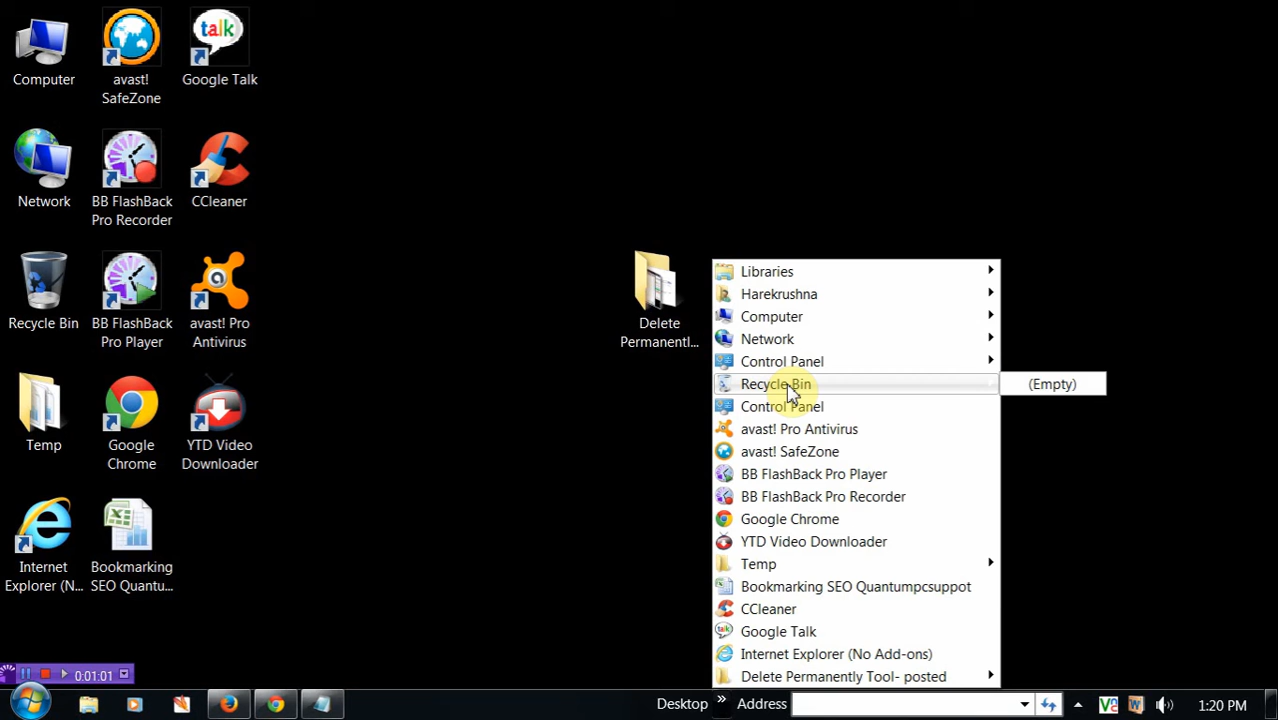 Computer
avast!
SafeZone
talk
Google Talk
Network
BB FlashBack
Pro Recorder
CCleaner
Recycle Bin
BB FlashBack
Pro Player
avast! Pro
Antivirus
Temp
Google
Chrome
YTD Video
Downloader
Internet
Explorer (N...
Bookmarking
SEO Quantu...
Delete
Permanentl...
Libraries
Harekrushna
Computer
Network
Control Panel
Recycle Bin
(Empty)
Control Panel
avast! Pro Antivirus
avast! SafeZone
BB FlashBack Pro Player
BB FlashBack Pro Recorder
Google Chrome
YTD Video Downloader
Temp
Bookmarking SEO Quantumpcsuppot
CCleaner
Google Talk
Internet Explorer (No Add-ons)
Delete Permanently Tool- posted
0:01:01
Desktop » Address
1:20 PM